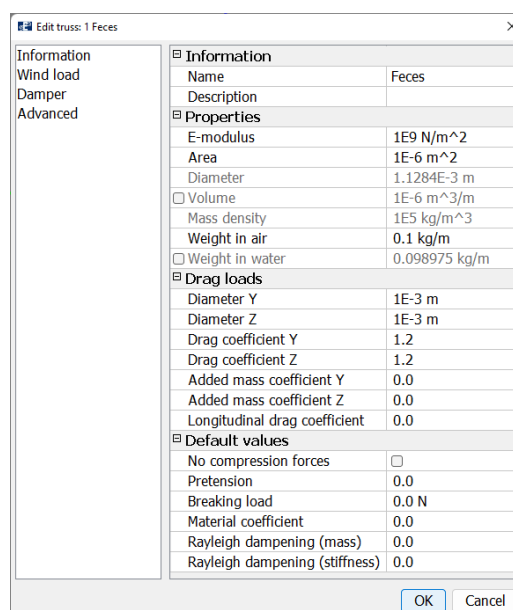 Edit truss: 1 Feces
Information
Wind load
Damper
Advanced
Information
Name Feces
Description
Properties
E-modulus 1E9 N/m^2
Area 1E-6 m^2
Diameter 1.1284E-3 m
Volume 1E-6 m^3/m
Mass density 1E5 kg/m^3
Weight in air 0.1 kg/m
Weight in water 0.098975 kg/m
Drag loads
Diameter Y 1E-3 m
Diameter Z 1E-3 m
Drag coefficient Y 1.2
Drag coefficient Z 1.2
Added mass coefficient Y 0.0
Added mass coefficient Z 0.0
Longitudinal drag coefficient 0.0
Default values
No compression forces
Pretension 0.0
Breaking load 0.0 N
Material coefficient 0.0
Rayleigh dampening (mass) 0.0
Rayleigh dampening (stiffness) 0.0
OK Cancel